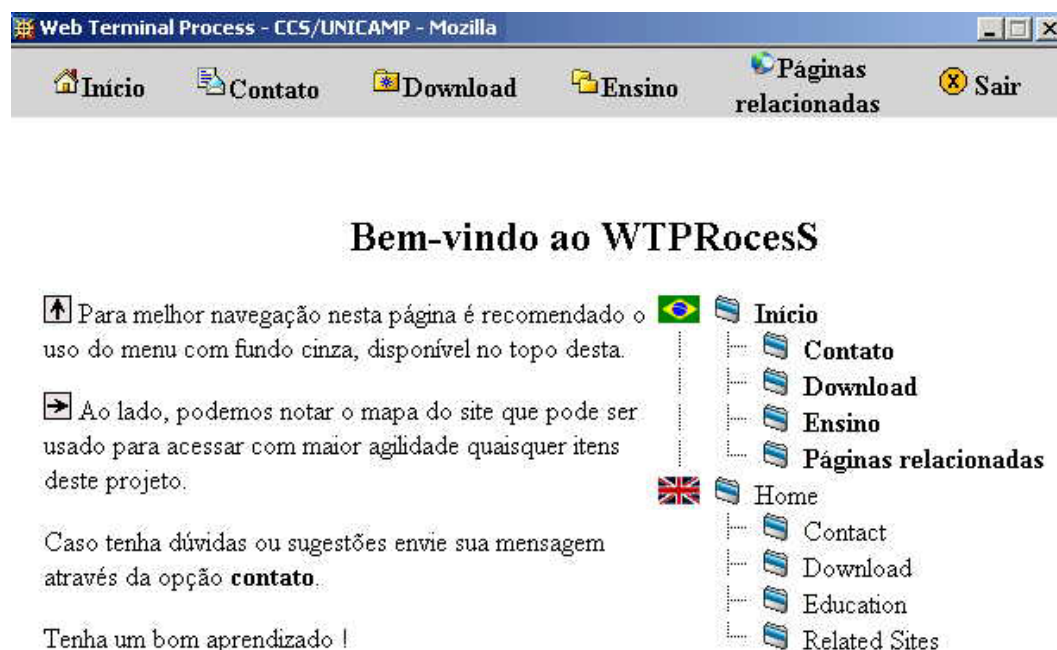 Web Terminal Process - CCS/UNICAMP - Mozilla
Início
Contato
Download
Ensino
Páginas
relacionadas
Sair
Bem-vindo ao WTPRocesS
Para melhor navegação nesta página é recomendado o
uso do menu com fundo cinza, disponível no topo desta.
Ao lado, podemos notar o mapa do site que pode ser
usado para acessar com maior agilidade quaisquer itens
deste projeto.
Caso tenha dúvidas ou sugestões envie sua mensagem
através da opção contato.
Tenha um bom aprendizado !
Início
Contato
Download
Ensino
Páginas relacionadas
Home
Contact
Download
Education
Related Sites